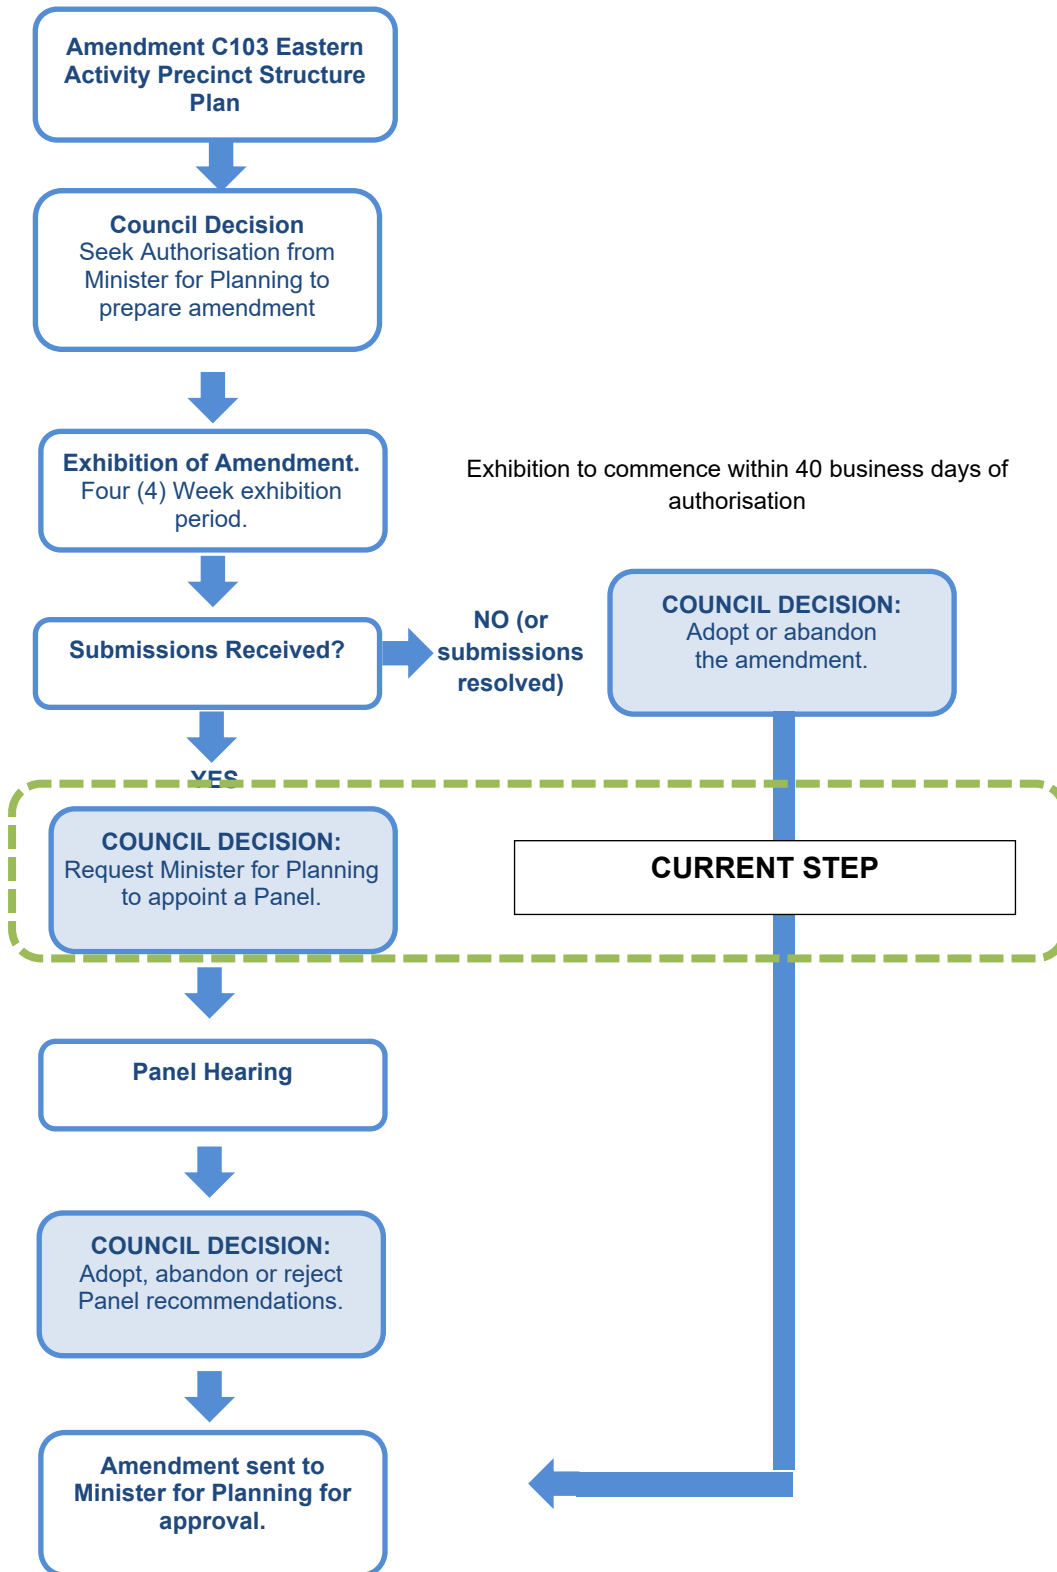 Amendment C103 Eastern
Activity Precinct Structure
Plan
Council Decision
Seek Authorisation from
Minister for Planning to
prepare amendment
Exhibition of Amendment.
Four (4) Week exhibition
period.
Exhibition to commence within 40 business days of
authorisation
Submissions Received?
NO (or
submissions
resolved)
COUNCIL DECISION:
Adopt or abandon
the amendment.
YES
COUNCIL DECISION:
Request Minister for Planning
to appoint a Panel.
CURRENT STEP
Panel Hearing
COUNCIL DECISION:
Adopt, abandon or reject
Panel recommendations.
Amendment sent to
Minister for Planning for
approval.